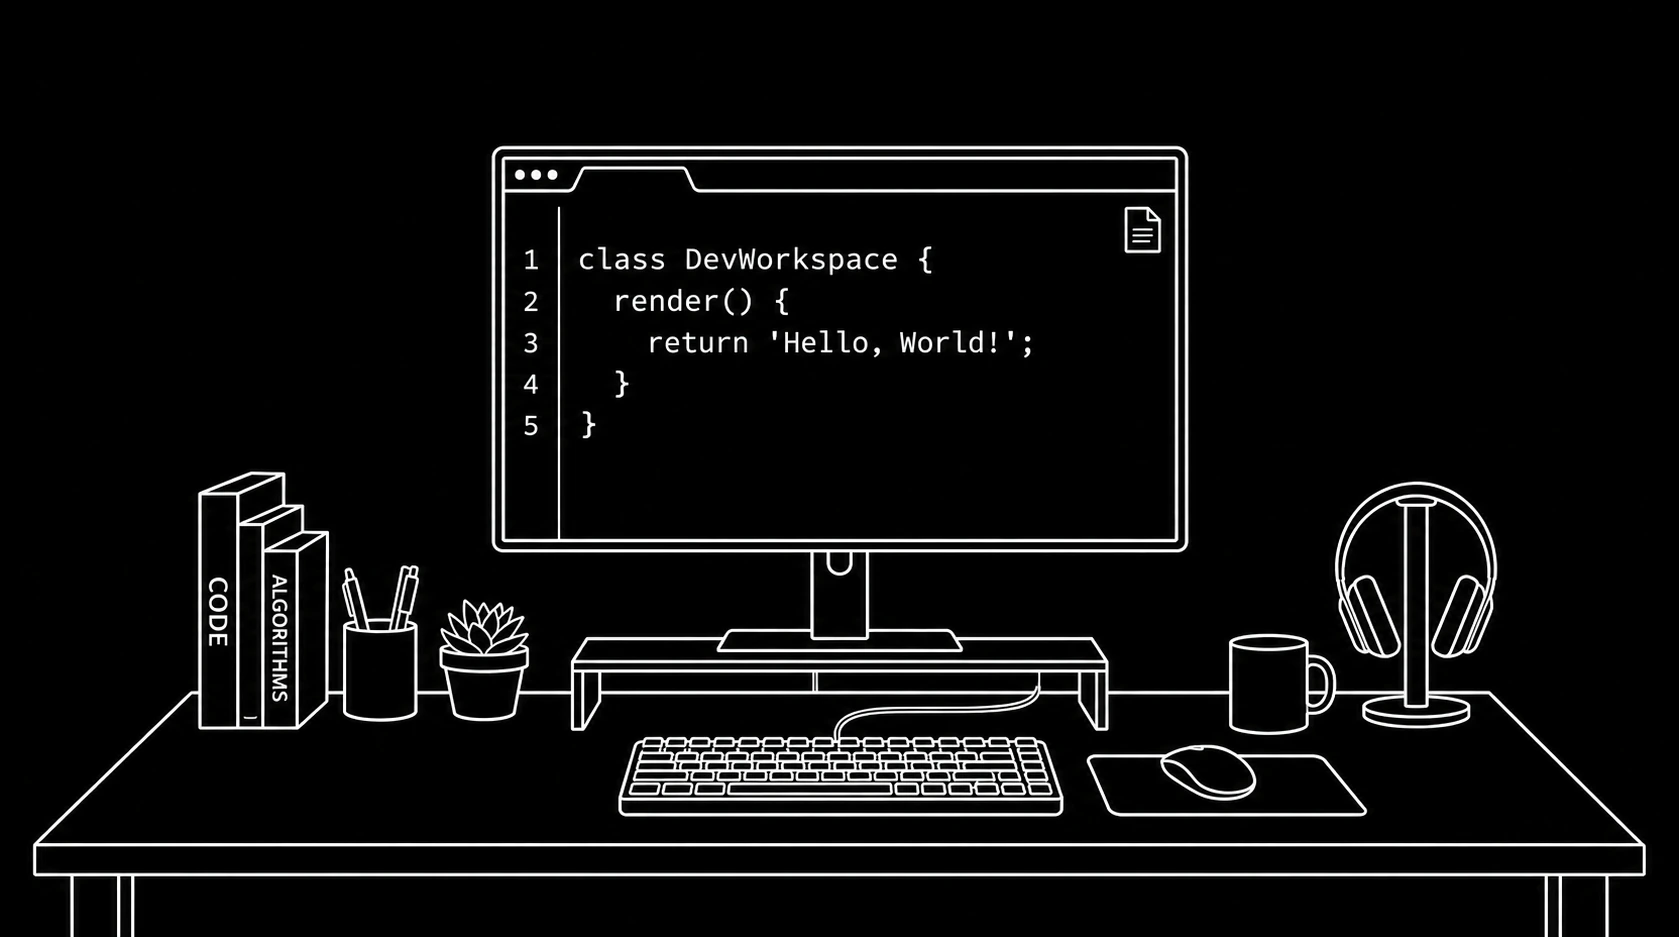 1 class DevWorkspace {
2   render() {
3     return 'Hello, World!';
4   }
5 }
CODE
ALGORITHMS